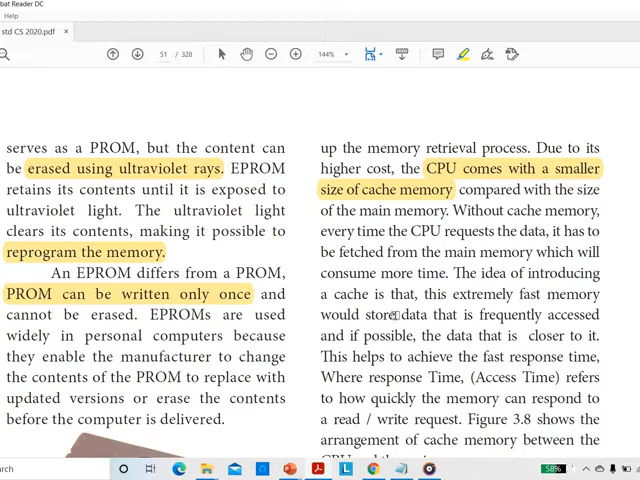 bat Reader DC
Help
std CS 2020.pdf ×
51 / 328
144%
serves as a PROM, but the content can
be erased using ultraviolet rays. EPROM
retains its contents until it is exposed to
ultraviolet light. The ultraviolet light
clears its contents, making it possible to
reprogram the memory.
An EPROM differs from a PROM,
PROM can be written only once and
cannot be erased. EPROMs are used
widely in personal computers because
they enable the manufacturer to change
the contents of the PROM to replace with
updated versions or erase the contents
before the computer is delivered.
up the memory retrieval process. Due to its
higher cost, the CPU comes with a smaller
size of cache memory compared with the size
of the main memory. Without cache memory,
every time the CPU requests the data, it has to
be fetched from the main memory which will
consume more time. The idea of introducing
a cache is that, this extremely fast memory
would store data that is frequently accessed
and if possible, the data that is closer to it.
This helps to achieve the fast response time,
Where response Time, (Access Time) refers
to how quickly the memory can respond to
a read / write request. Figure 3.8 shows the
arrangement of cache memory between the
earch
58%